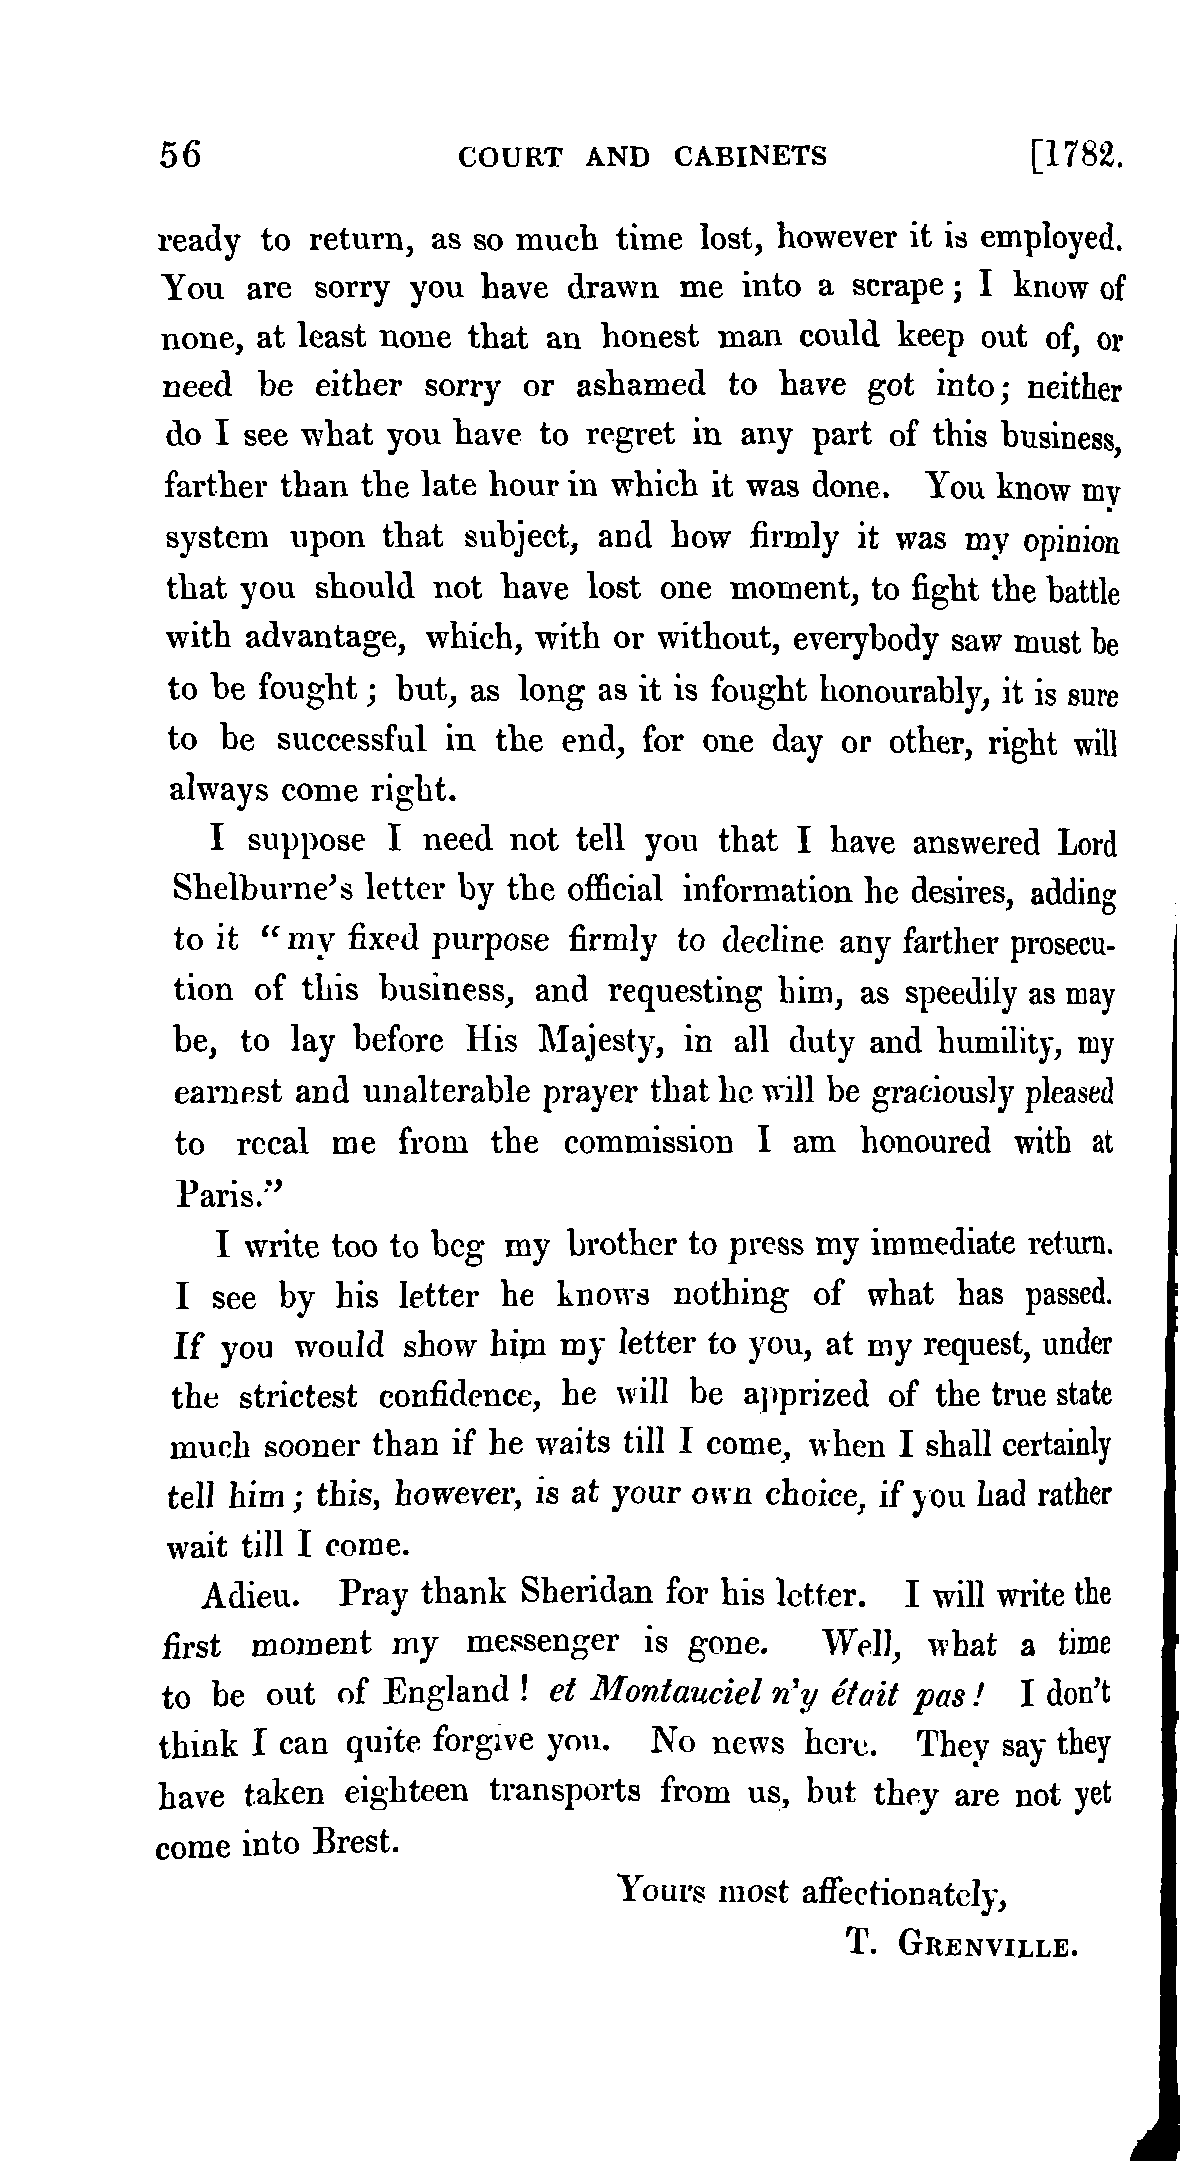 56 COURT AND CABINETS [1782.
ready to return, as so much time lost, however it is employed.
You are sorry you have drawn me into a scrape; I know of
none, at least none that an honest man could keep out of, or
need be either sorry or ashamed to have got into; neither
do I see what you have to regret in any part of this business,
farther than the late hour in which it was done. You know my
system upon that subject, and how firmly it was my opinion
that you should not have lost one moment, to fight the battle
with advantage, which, with or without, everybody saw must be
to be fought; but, as long as it is fought honourably, it is sure
to be successful in the end, for one day or other, right will
always come right.
I suppose I need not tell you that I have answered Lord
Shelburne's letter by the official information he desires, adding
to it "my fixed purpose firmly to decline any farther prosecu-
tion of this business, and requesting him, as speedily as may
be, to lay before His Majesty, in all duty and humility, my
earnest and unalterable prayer that he will be graciously pleased
to recal me from the commission I am honoured with at
Paris."
I write too to beg my brother to press my immediate return.
I see by his letter he knows nothing of what has passed.
If you would show him my letter to you, at my request, under
the strictest confidence, he will be apprized of the true state
much sooner than if he waits till I come, when I shall certainly
tell him; this, however, is at your own choice, if you had rather
wait till I come.
Adieu. Pray thank Sheridan for his letter. I will write the
first moment my messenger is gone. Well, what a time
to be out of England! et Montauciel n'y était pas! I don't
think I can quite forgive you. No news here. They say they
have taken eighteen transports from us, but they are not yet
come into Brest.
Yours most affectionately,
T. GRENVILLE.